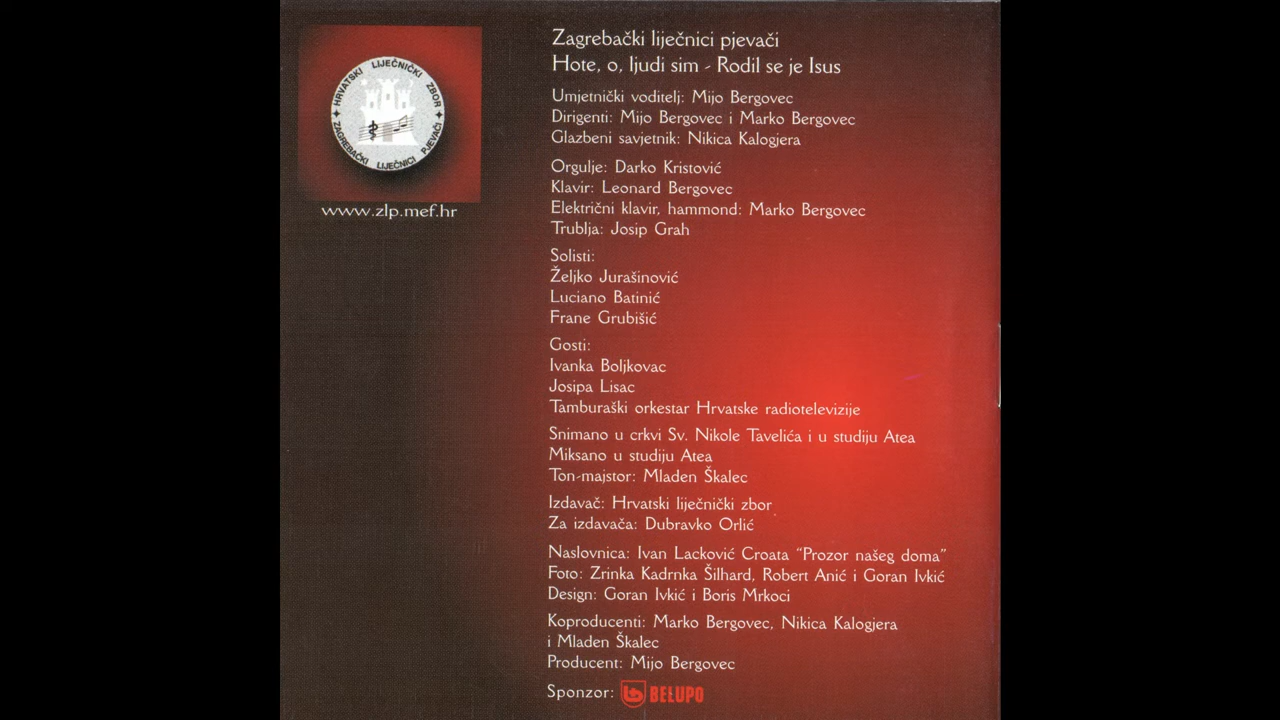 HRVATSKI LIJEČNIČKI ZBOR
ZAGREBAČKI LIJEČNICI PJEVAČI
www.zlp.mef.hr
Zagrebački liječnici pjevači
Hote, o, ljudi sim - Rodil se je Isus
Umjetnički voditelj: Mijo Bergovec
Dirigenti: Mijo Bergovec i Marko Bergovec
Glazbeni savjetnik: Nikica Kalogjera
Orgulje: Darko Kristović
Klavir: Leonard Bergovec
Električni klavir, hammond: Marko Bergovec
Trublja: Josip Grah
Solisti:
Željko Jurašinović
Luciano Batinić
Frane Grubišić
Gosti:
Ivanka Boljkovac
Josipa Lisac
Tamburaški orkestar Hrvatske radiotelevizije
Snimano u crkvi Sv. Nikole Tavelića i u studiju Atea
Miksano u studiju Atea
Ton-majstor: Mladen Škalec
Izdavač: Hrvatski liječnički zbor
Za izdavača: Dubravko Orlić
Naslovnica: Ivan Lacković Croata "Prozor našeg doma"
Foto: Zrinka Kadrnka Šilhard, Robert Anić i Goran Ivkić
Design: Goran Ivkić i Boris Mrkoci
Koproducenti: Marko Bergovec, Nikica Kalogjera
i Mladen Škalec
Producent: Mijo Bergovec
Sponzor: BELUPO